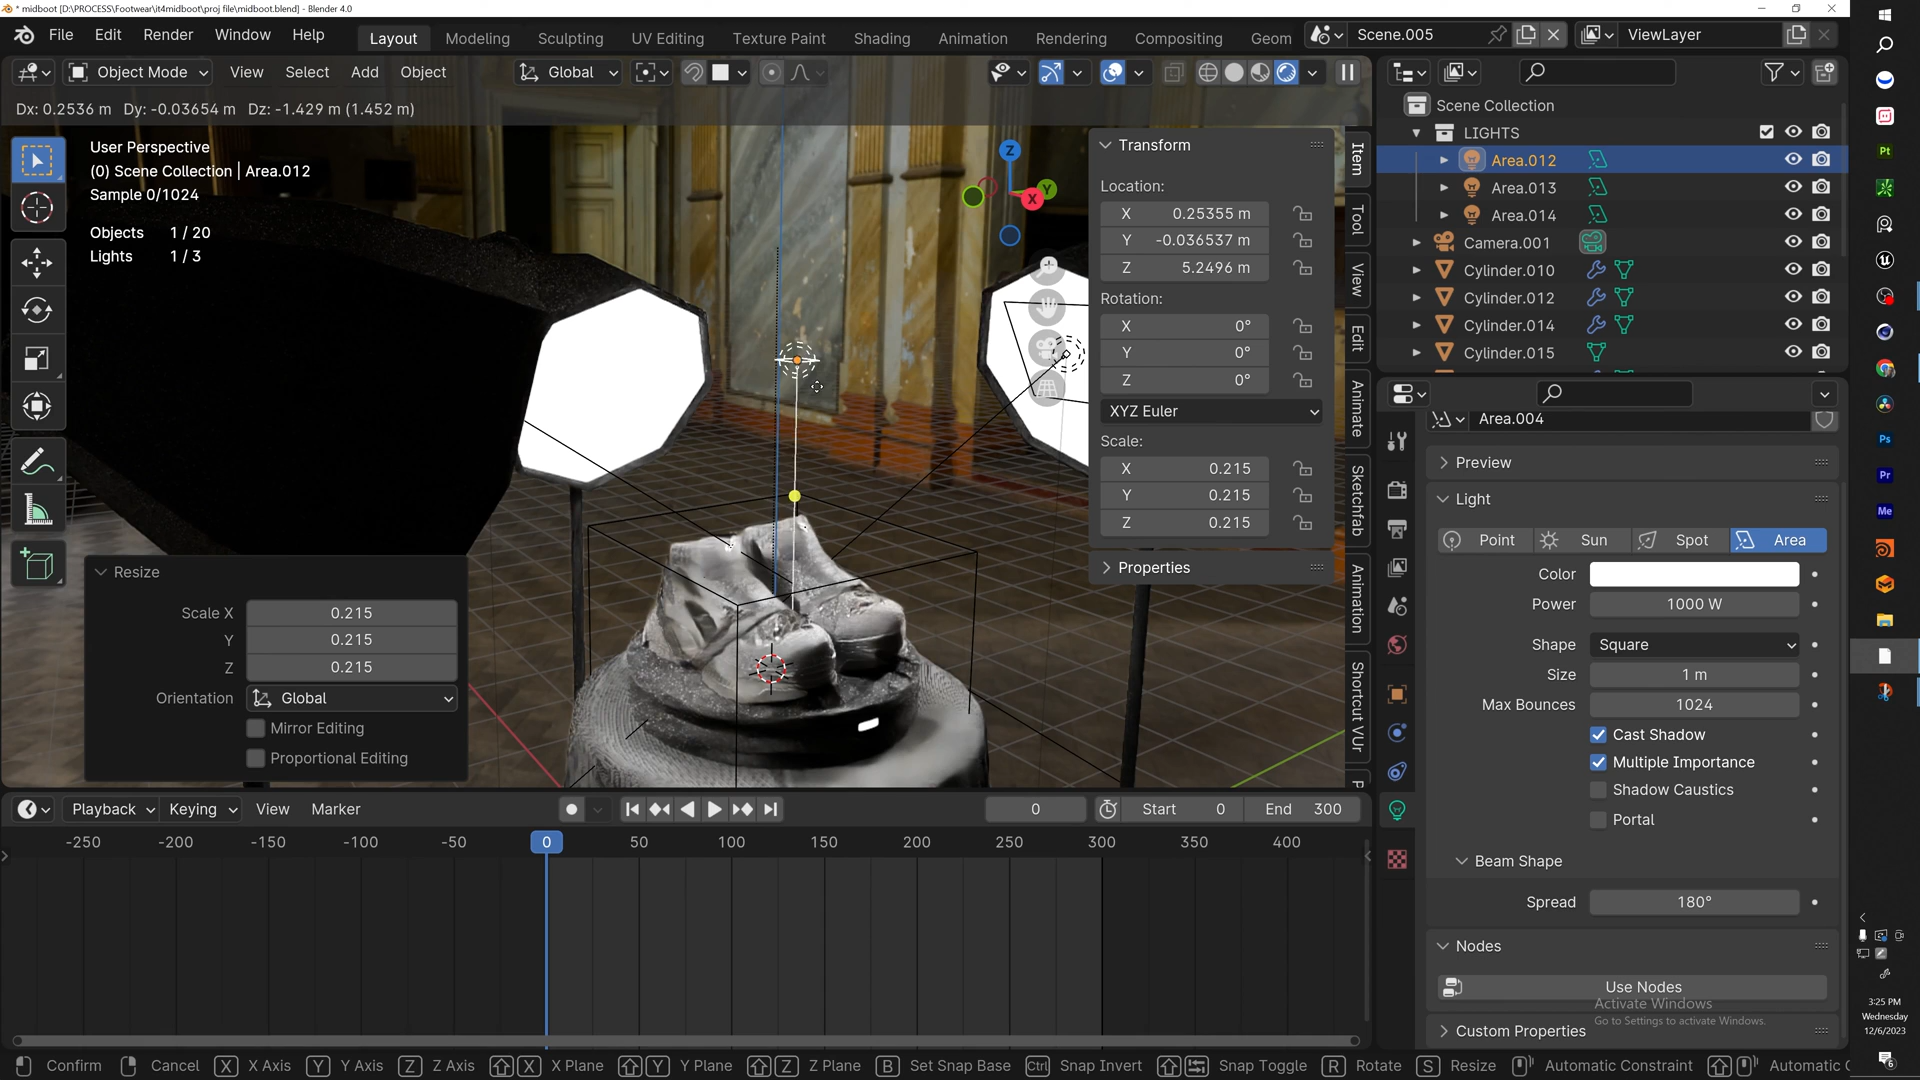 * midboot [D:\PROCESS\Footwear\it4midboot\proj file\midboot.blend] - Blender 4.0
File Edit Render Window Help
Layout Modeling Sculpting UV Editing Texture Paint Shading Animation Rendering Compositing Geom
Scene.005
ViewLayer
Object Mode View Select Add Object
Global
Dx: 0.2536 m Dy: -0.03654 m Dz: -1.429 m (1.452 m)
User Perspective
(0) Scene Collection | Area.012
Sample 0/1024
Objects 1 / 20
Lights 1 / 3
Z
Y
X
Transform
Location:
X 0.25355 m
Y -0.036537 m
Z 5.2496 m
Rotation:
X 0°
Y 0°
Z 0°
XYZ Euler
Scale:
X 0.215
Y 0.215
Z 0.215
Properties
Item
Tool
View
Edit
Animate
Sketchfab
Animation
Shortcut VUr
P
Resize
Scale X 0.215
Y 0.215
Z 0.215
Orientation Global
Mirror Editing
Proportional Editing
Scene Collection
LIGHTS
Area.012
Area.013
Area.014
Camera.001
Cylinder.010
Cylinder.012
Cylinder.014
Cylinder.015
Area.004
Preview
Light
Point Sun Spot Area
Color
Power 1000 W
Shape Square
Size 1 m
Max Bounces 1024
Cast Shadow
Multiple Importance
Shadow Caustics
Portal
Beam Shape
Spread 180°
Nodes
Use Nodes
Activate Windows
Go to Settings to activate Windows.
Custom Properties
Playback Keying View Marker
0
Start 0
End 300
-250 -200 -150 -100 -50 0 50 100 150 200 250 300 350 400
Confirm Cancel X X Axis Y Y Axis Z Z Axis X X Plane Y Y Plane Z Z Plane B Set Snap Base Ctrl Snap Invert Snap Toggle R Rotate S Resize Automatic Constraint Automatic C
Pt
Ps
Pr
Me
3:25 PM
Wednesday
12/6/2023
6